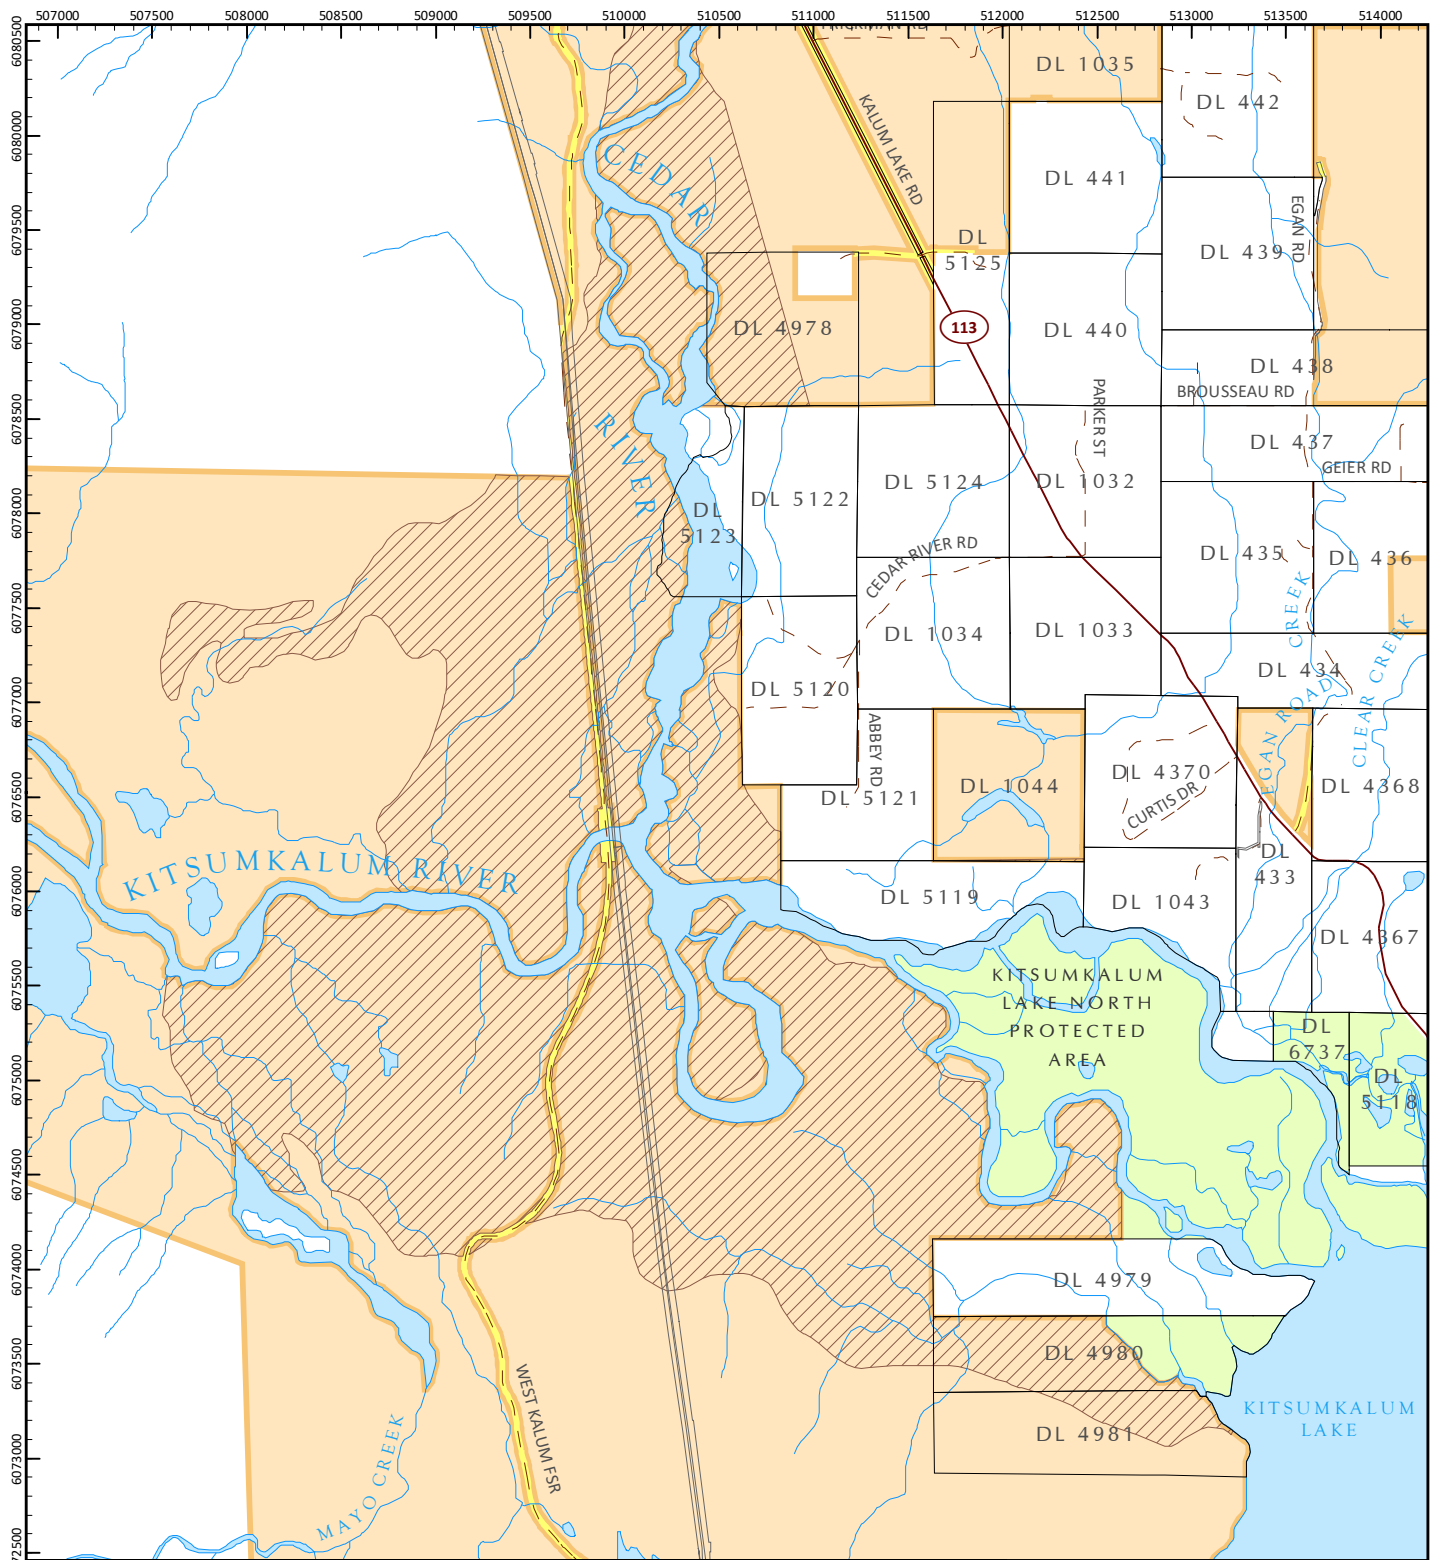 507000 507500 508000 508500 509000 509500 510000 510500 511000 511500 512000 512500 513000 513500 514000
6080500
6080000
6079500
6079000
6078500
6078000
6077500
6077000
6076500
6076000
6075500
6075000
6074500
6074000
6073500
6073000
72500
DL 1035
DL 442
KALUM LAKE RD
CEDAR
RIVER
DL 441
EGAN RD
DL
5125
DL 439
DL 4978
113
DL 440
DL 438
BROUSSEAU RD
PARKER ST
DL 437
GEIER RD
DL 5122
DL 5124
DL 1032
DL
5123
DL 435
DL 436
CEDAR RIVER RD
DL 1034
DL 1033
EGAN ROAD
CREEK
CLEAR CREEK
DL 434
DL 5120
ABBEY RD
DL 4370
CURTIS DR
DL 1044
DL 5121
DL 4368
DL
433
KITSUMKALUM RIVER
DL 5119
DL 1043
DL 4367
KITSUMKALUM
LAKE NORTH
PROTECTED
AREA
DL
6737
DL
5118
DL 4979
DL 4980
DL 4981
KITSUMKALUM
LAKE
WEST KALUM FSR
MAYO CREEK